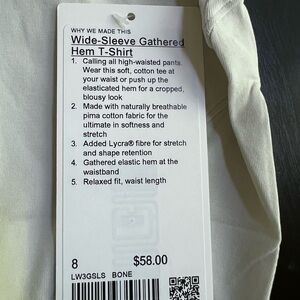 WHY WE MADE THIS
Wide-Sleeve Gathered
Hem T-Shirt
1. Calling all high-waisted pants.
Wear this soft, cotton tee at
your waist or push up the
elasticated hem for a cropped,
blousy look
2. Made with naturally breathable
pima cotton fabric for the
ultimate in softness and
stretch
3. Added Lycra® fibre for stretch
and shape retention
4. Gathered elastic hem at the
waistband
5. Relaxed fit, waist length
8 $58.00
LW3GSLS BONE